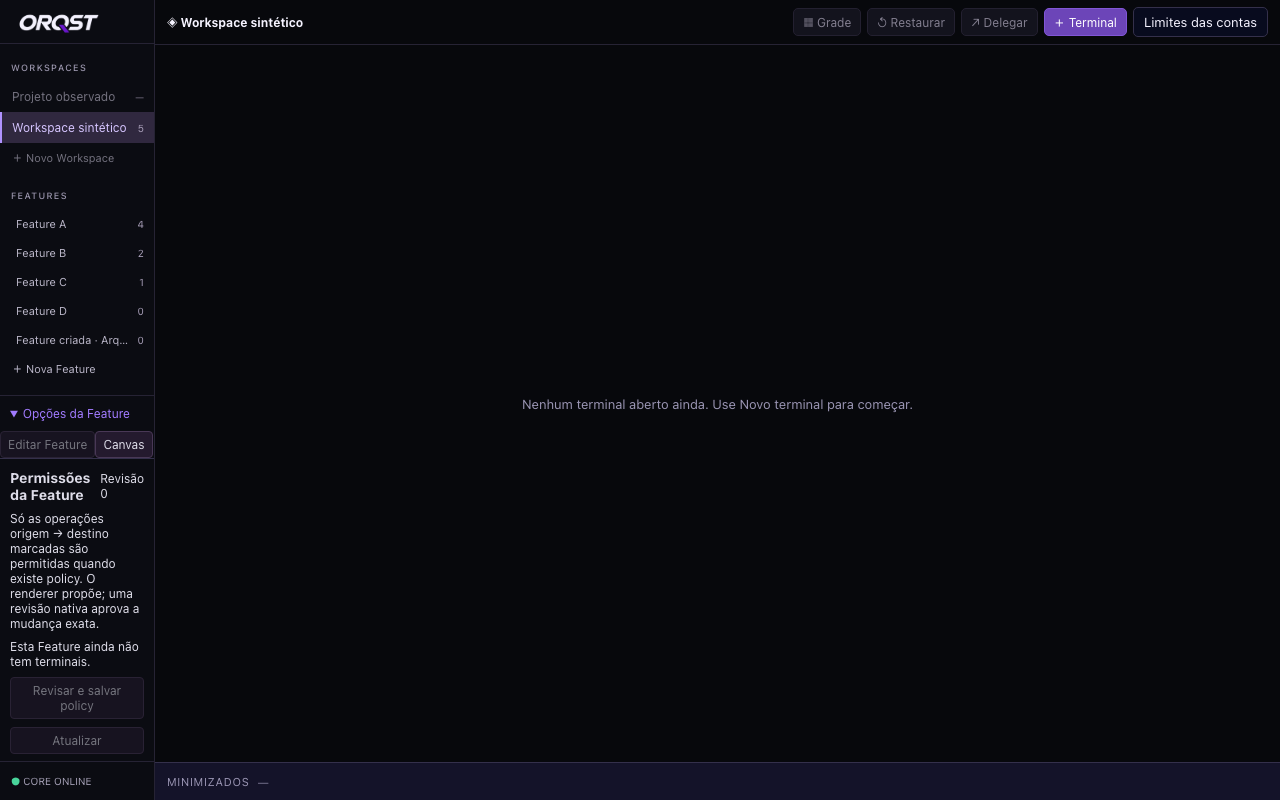 ORQST
◈ Workspace sintético
Grade
Restaurar
↗ Delegar
+ Terminal
Limites das contas
WORKSPACES
Projeto observado —
Workspace sintético 5
+ Novo Workspace
FEATURES
Feature A 4
Feature B 2
Feature C 1
Feature D 0
Feature criada · Arq... 0
+ Nova Feature
▼ Opções da Feature
Editar Feature
Canvas
Permissões
da Feature
Revisão
0
Só as operações
origem → destino
marcadas são
permitidas quando
existe policy. O
renderer propõe; uma
revisão nativa aprova a
mudança exata.
Esta Feature ainda não
tem terminais.
Revisar e salvar
policy
Atualizar
CORE ONLINE
Nenhum terminal aberto ainda. Use Novo terminal para começar.
MINIMIZADOS —